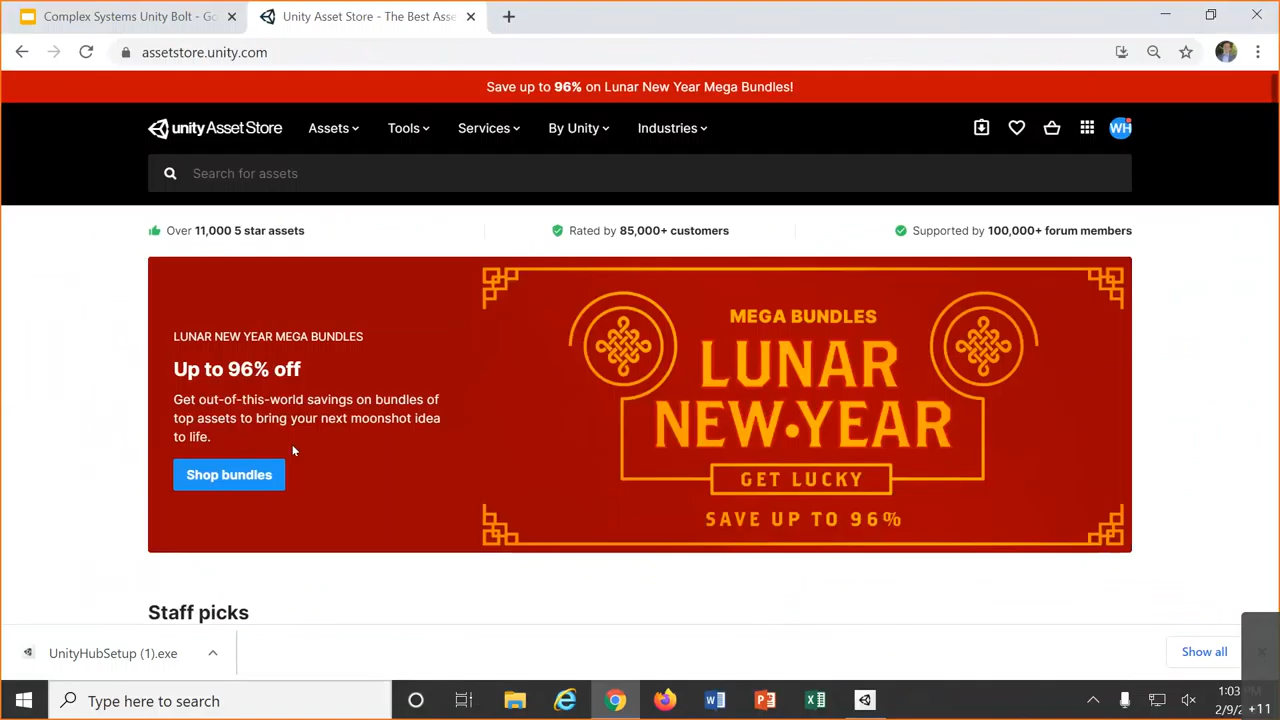 Complex Systems Unity Bolt - Go
Unity Asset Store - The Best Asse
assetstore.unity.com
Save up to 96% on Lunar New Year Mega Bundles!
unity Asset Store
Assets
Tools
Services
By Unity
Industries
WH
Search for assets
Over 11,000 5 star assets
Rated by 85,000+ customers
Supported by 100,000+ forum members
LUNAR NEW YEAR MEGA BUNDLES
Up to 96% off
Get out-of-this-world savings on bundles of
top assets to bring your next moonshot idea
to life.
Shop bundles
MEGA BUNDLES
LUNAR
NEW•YEAR
GET LUCKY
SAVE UP TO 96%
Staff picks
UnityHubSetup (1).exe
Show all
Type here to search
1:03
2/9/2
+11